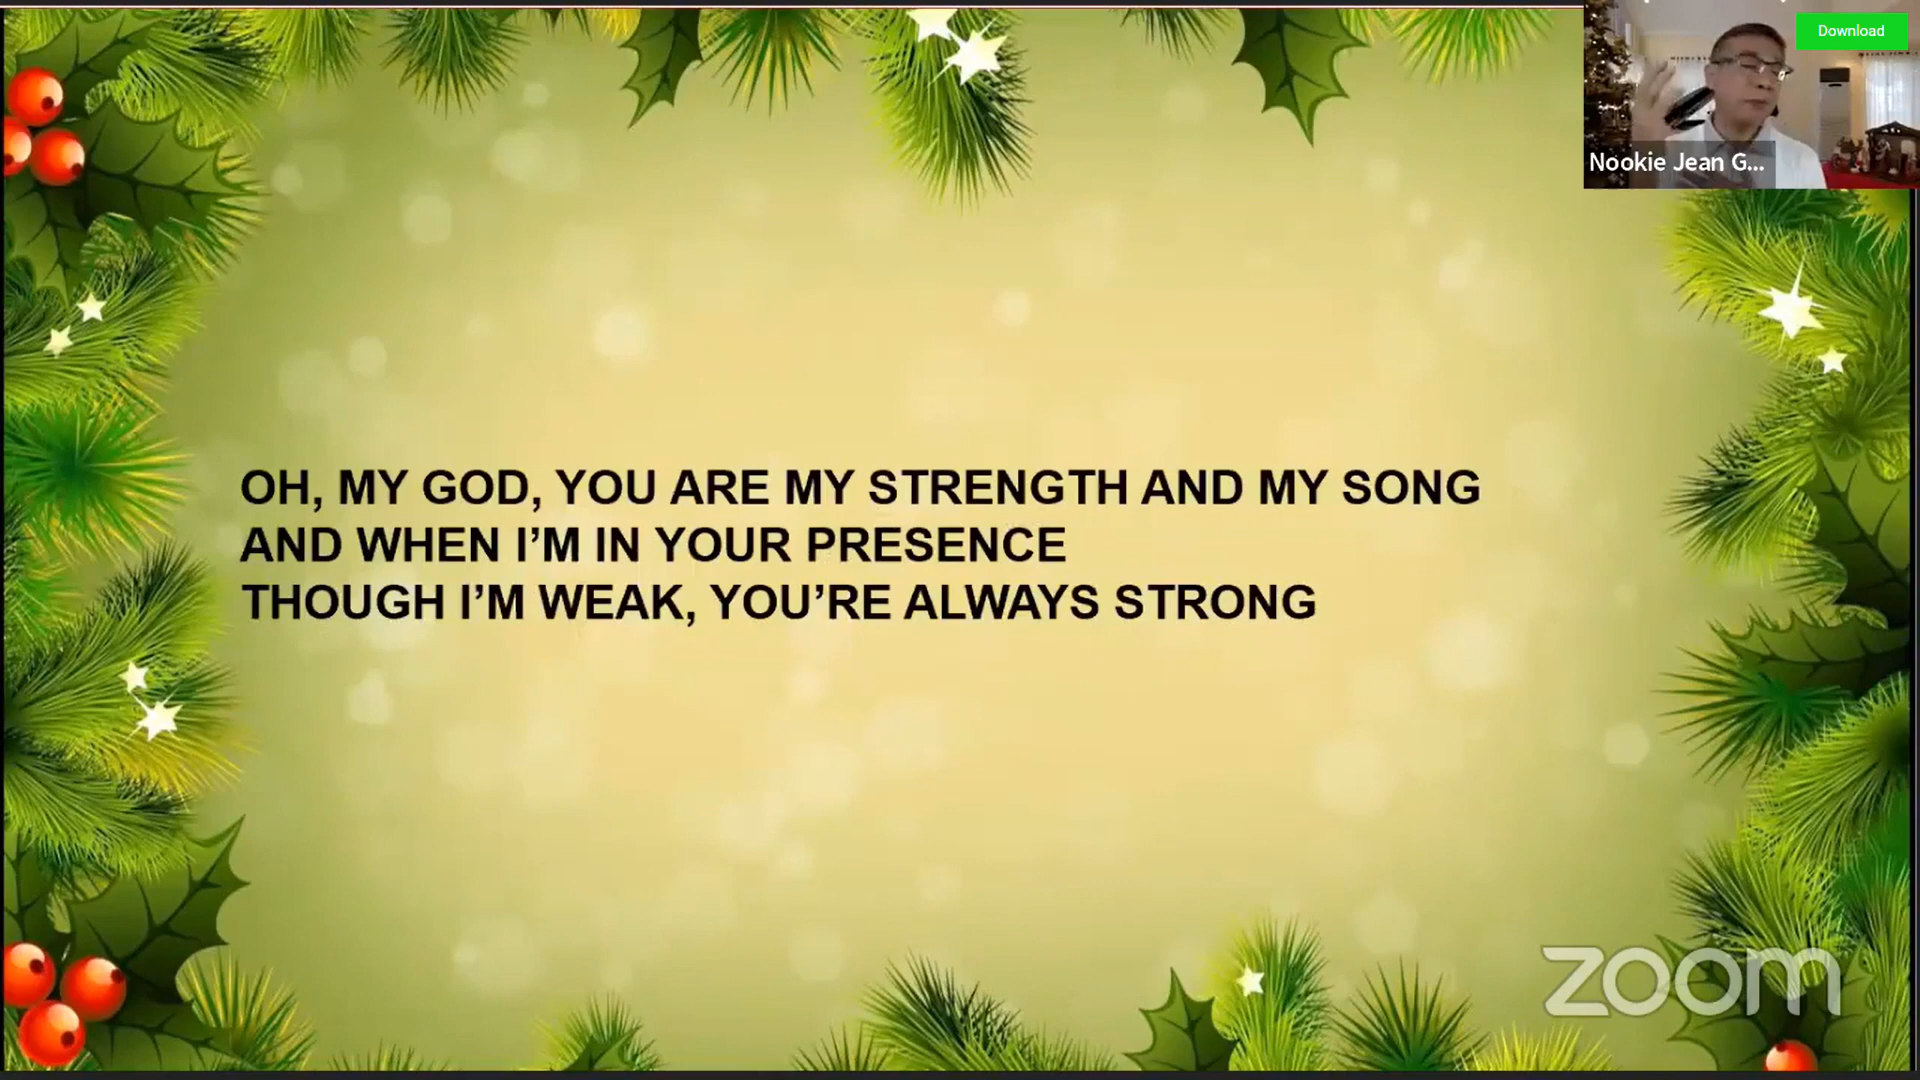 Download
Nookie Jean G...
OH, MY GOD, YOU ARE MY STRENGTH AND MY SONG
AND WHEN I’M IN YOUR PRESENCE
THOUGH I’M WEAK, YOU’RE ALWAYS STRONG
zoom